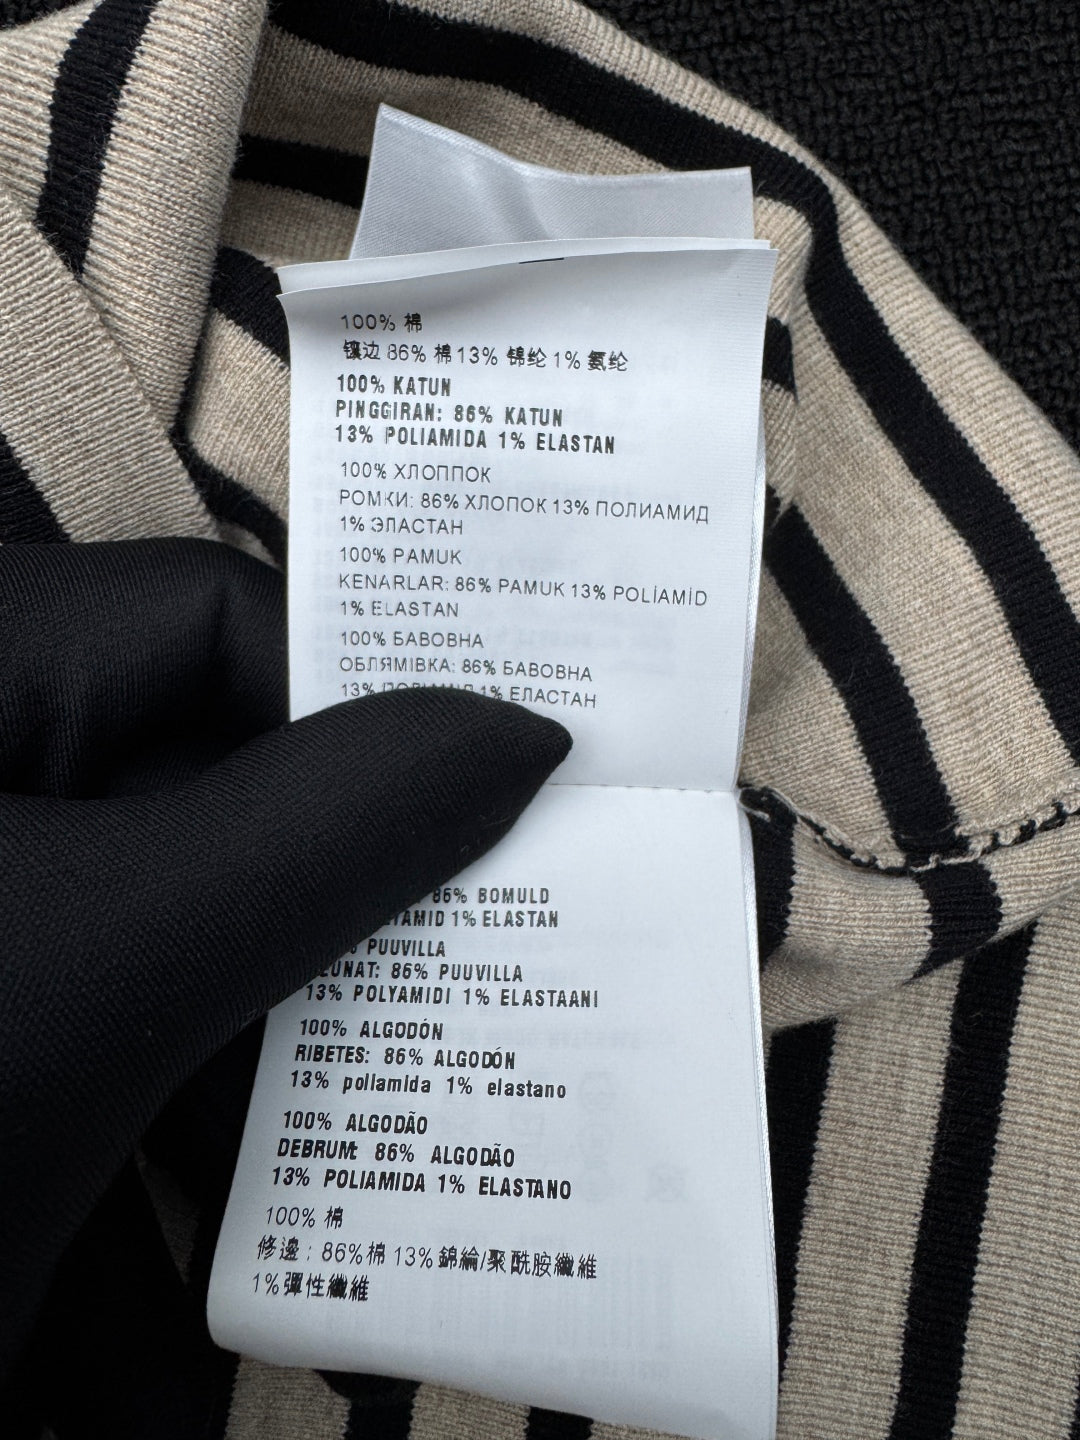 100% 棉
镶边 86% 棉 13% 锦纶 1% 氨纶
100% KATUN
PINGGIRAN: 86% KATUN
13% POLIAMIDA 1% ELASTAN
100% ХЛОППОК
РОМКИ: 86% ХЛОПОК 13% ПОЛИАМИД
1% ЭЛАСТАН
100% PAMUK
KENARLAR: 86% PAMUK 13% POLİAMİD
1% ELASTAN
100% БАВОВНА
ОБЛЯМІВКА: 86% БАВОВНА
13% 1% ЕЛАСТАН
86% BOMULD
1% ELASTAN
PUUVILLA
86% PUUVILLA
13% POLYAMIDI 1% ELASTAANI
100% ALGODÓN
RIBETES: 86% ALGODÓN
13% poliamida 1% elastano
100% ALGODÃO
DEBRUM: 86% ALGODÃO
13% POLIAMIDA 1% ELASTANO
100% 棉
修邊 : 86%棉 13% 錦綸/聚酰胺纖維
1%彈性纖維